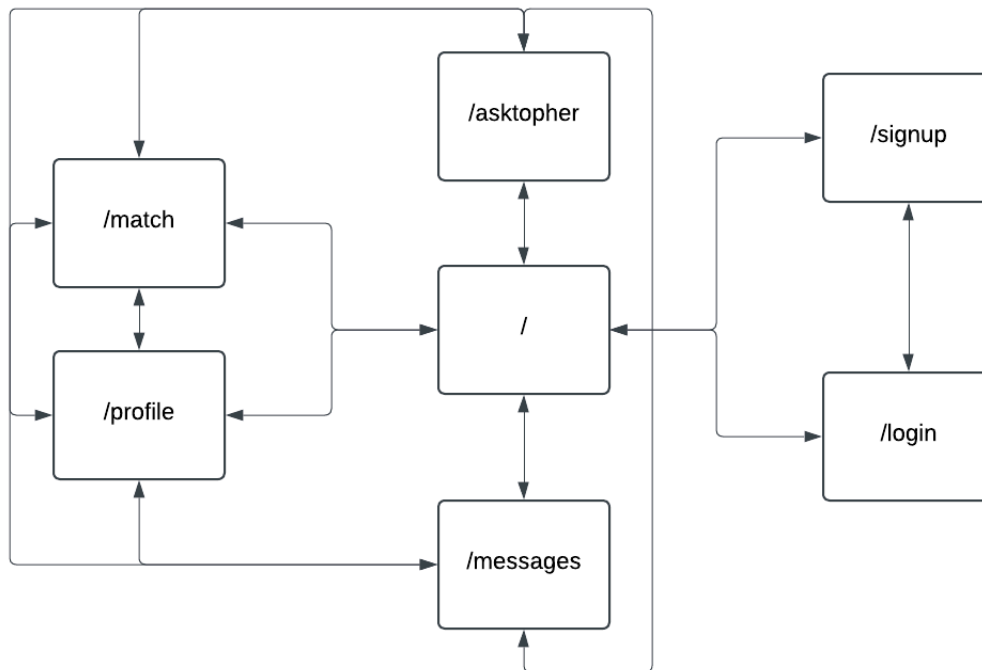 /asktopher
/signup
/match
/
/profile
/login
/messages